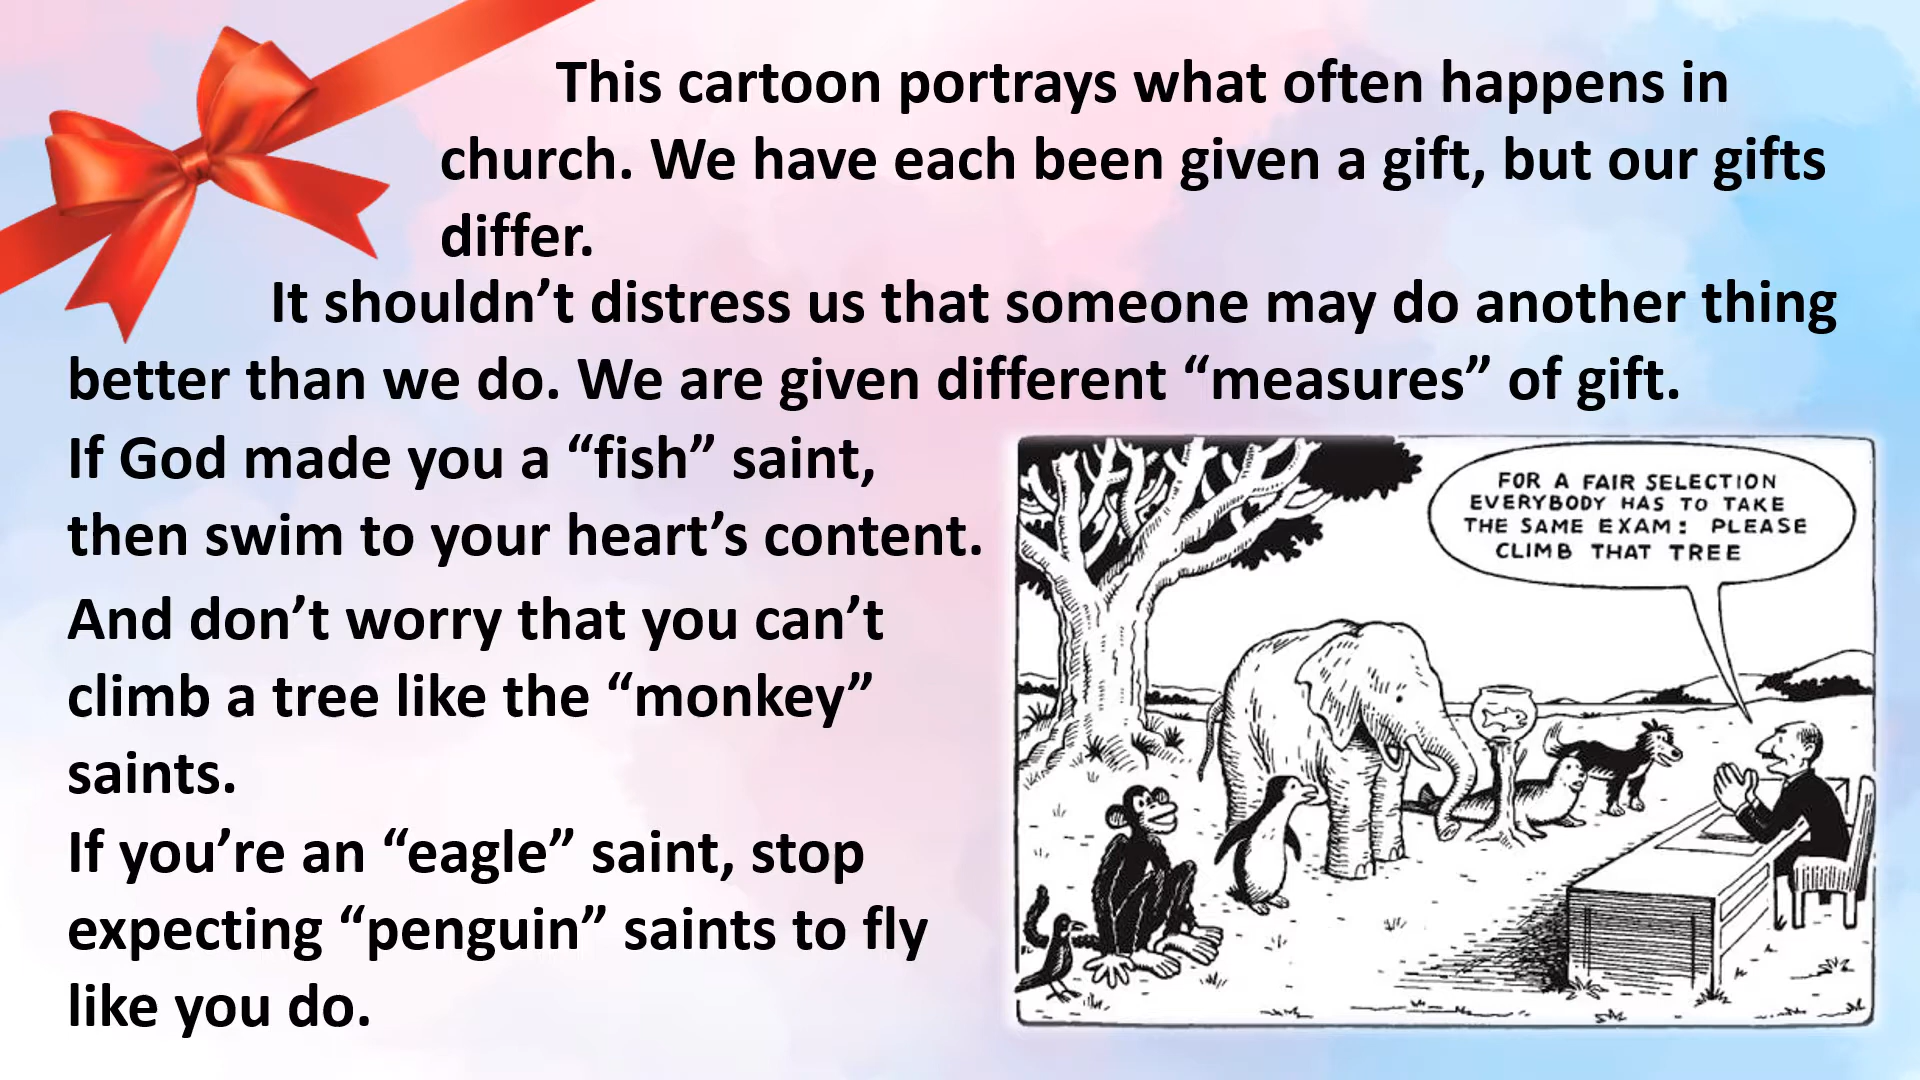 This cartoon portrays what often happens in
church. We have each been given a gift, but our gifts
differ.
It shouldn’t distress us that someone may do another thing
better than we do. We are given different “measures” of gift.
If God made you a “fish” saint,
then swim to your heart’s content.
And don’t worry that you can’t
climb a tree like the “monkey”
saints.
If you’re an “eagle” saint, stop
expecting “penguin” saints to fly
like you do.
FOR A FAIR SELECTION
EVERYBODY HAS TO TAKE
THE SAME EXAM: PLEASE
CLIMB THAT TREE